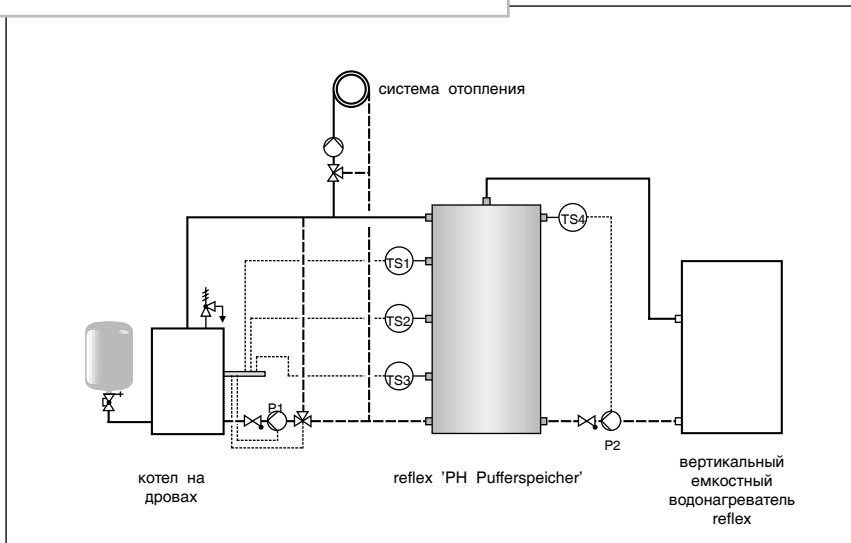 система отопления
TS4
TS1
TS2
TS3
P1
P2
котел на
дровах
reflex 'PH Pufferspeicher'
вертикальный
емкостный
водонагреватель
reflex